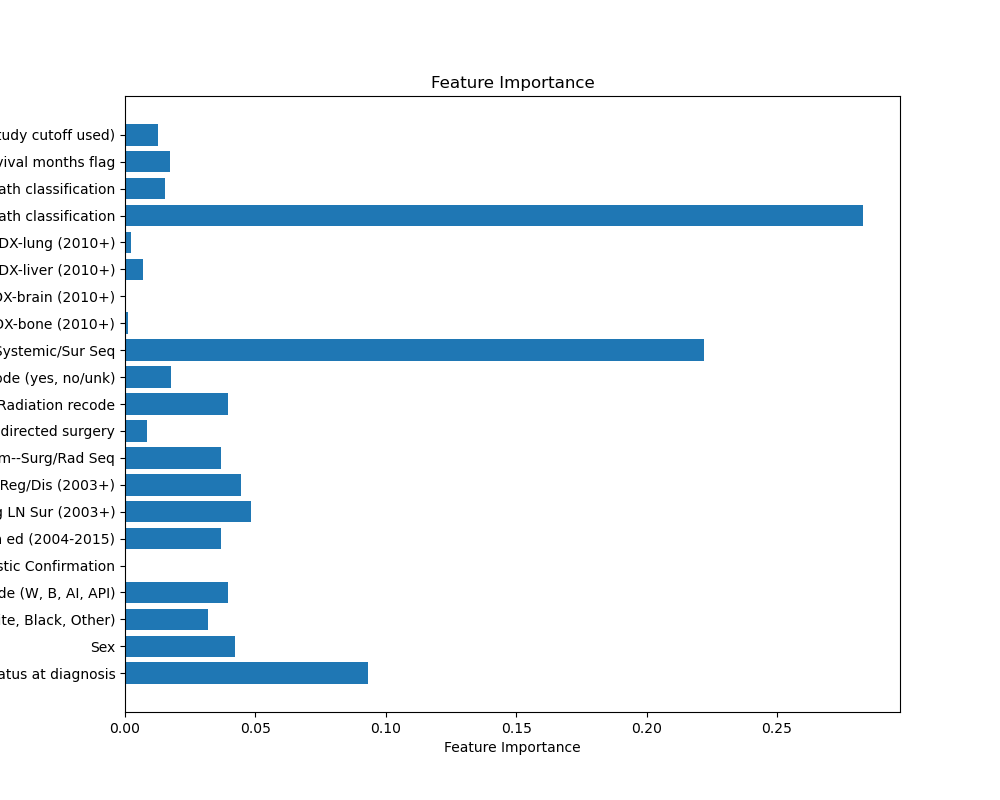 Feature Importance
tudy cutoff used)
vival months flag
ath classification
ath classification
DX-lung (2010+)
DX-liver (2010+)
DX-brain (2010+)
DX-bone (2010+)
Systemic/Sur Seq
ode (yes, no/unk)
Radiation recode
directed surgery
m--Surg/Rad Seq
Reg/Dis (2003+)
g LN Sur (2003+)
n ed (2004-2015)
stic Confirmation
de (W, B, AI, API)
ite, Black, Other)
Sex
atus at diagnosis
0.00 0.05 0.10 0.15 0.20 0.25
Feature Importance